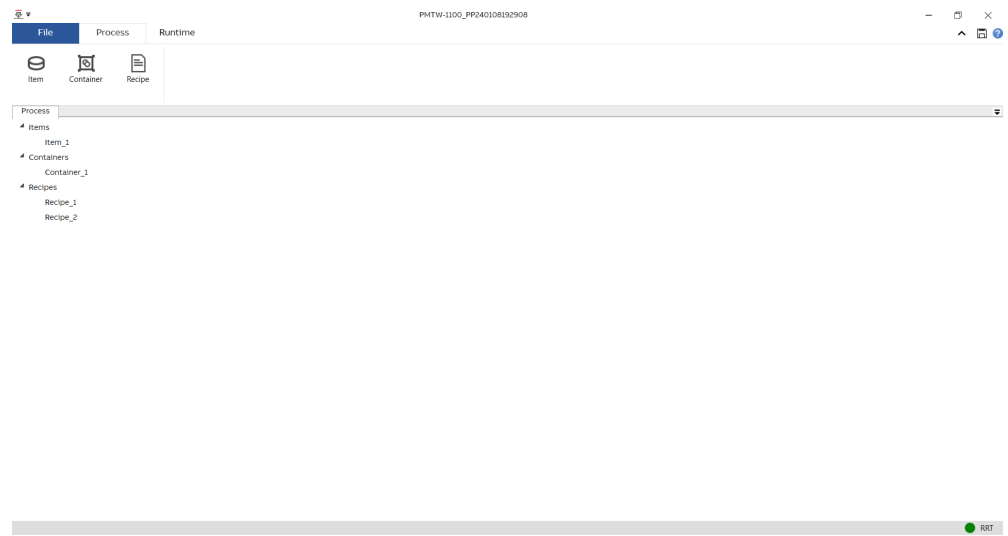 PMTW-1100_PP240108192908
File Process Runtime
Item Container Recipe
Process
Items
Item_1
Containers
Container_1
Recipes
Recipe_1
Recipe_2
RRT